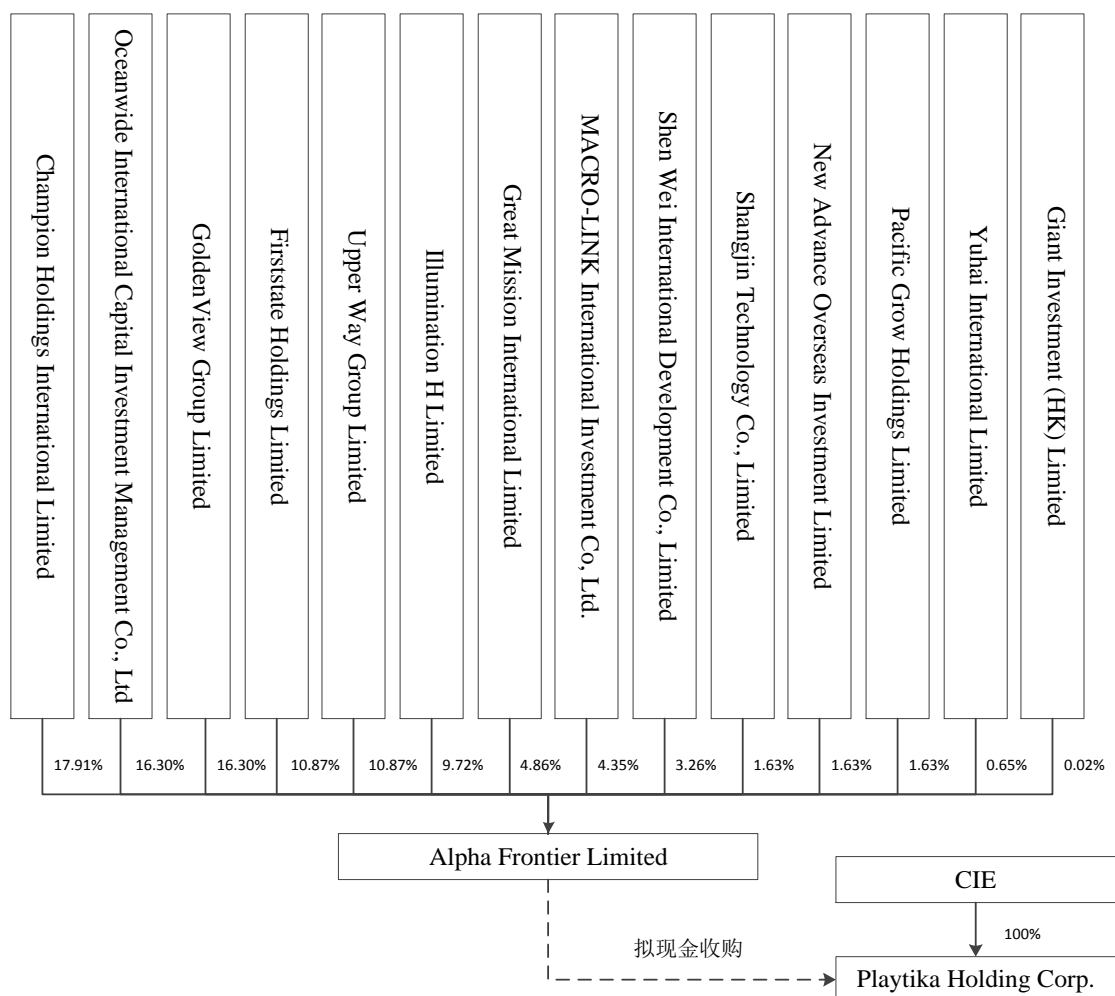 Champion Holdings International Limited
Oceanwide International Capital Investment Management Co., Ltd
GoldenView Group Limited
Firststate Holdings Limited
Upper Way Group Limited
Illumination H Limited
Great Mission International Limited
MACRO-LINK International Investment Co, Ltd.
Shen Wei International Development Co., Limited
Shangjin Technology Co., Limited
New Advance Overseas Investment Limited
Pacific Grow Holdings Limited
Yuhai International Limited
Giant Investment (HK) Limited
17.91%
16.30%
16.30%
10.87%
10.87%
9.72%
4.86%
4.35%
3.26%
1.63%
1.63%
1.63%
0.65%
0.02%
Alpha Frontier Limited
CIE
拟现金收购
100%
Playtika Holding Corp.